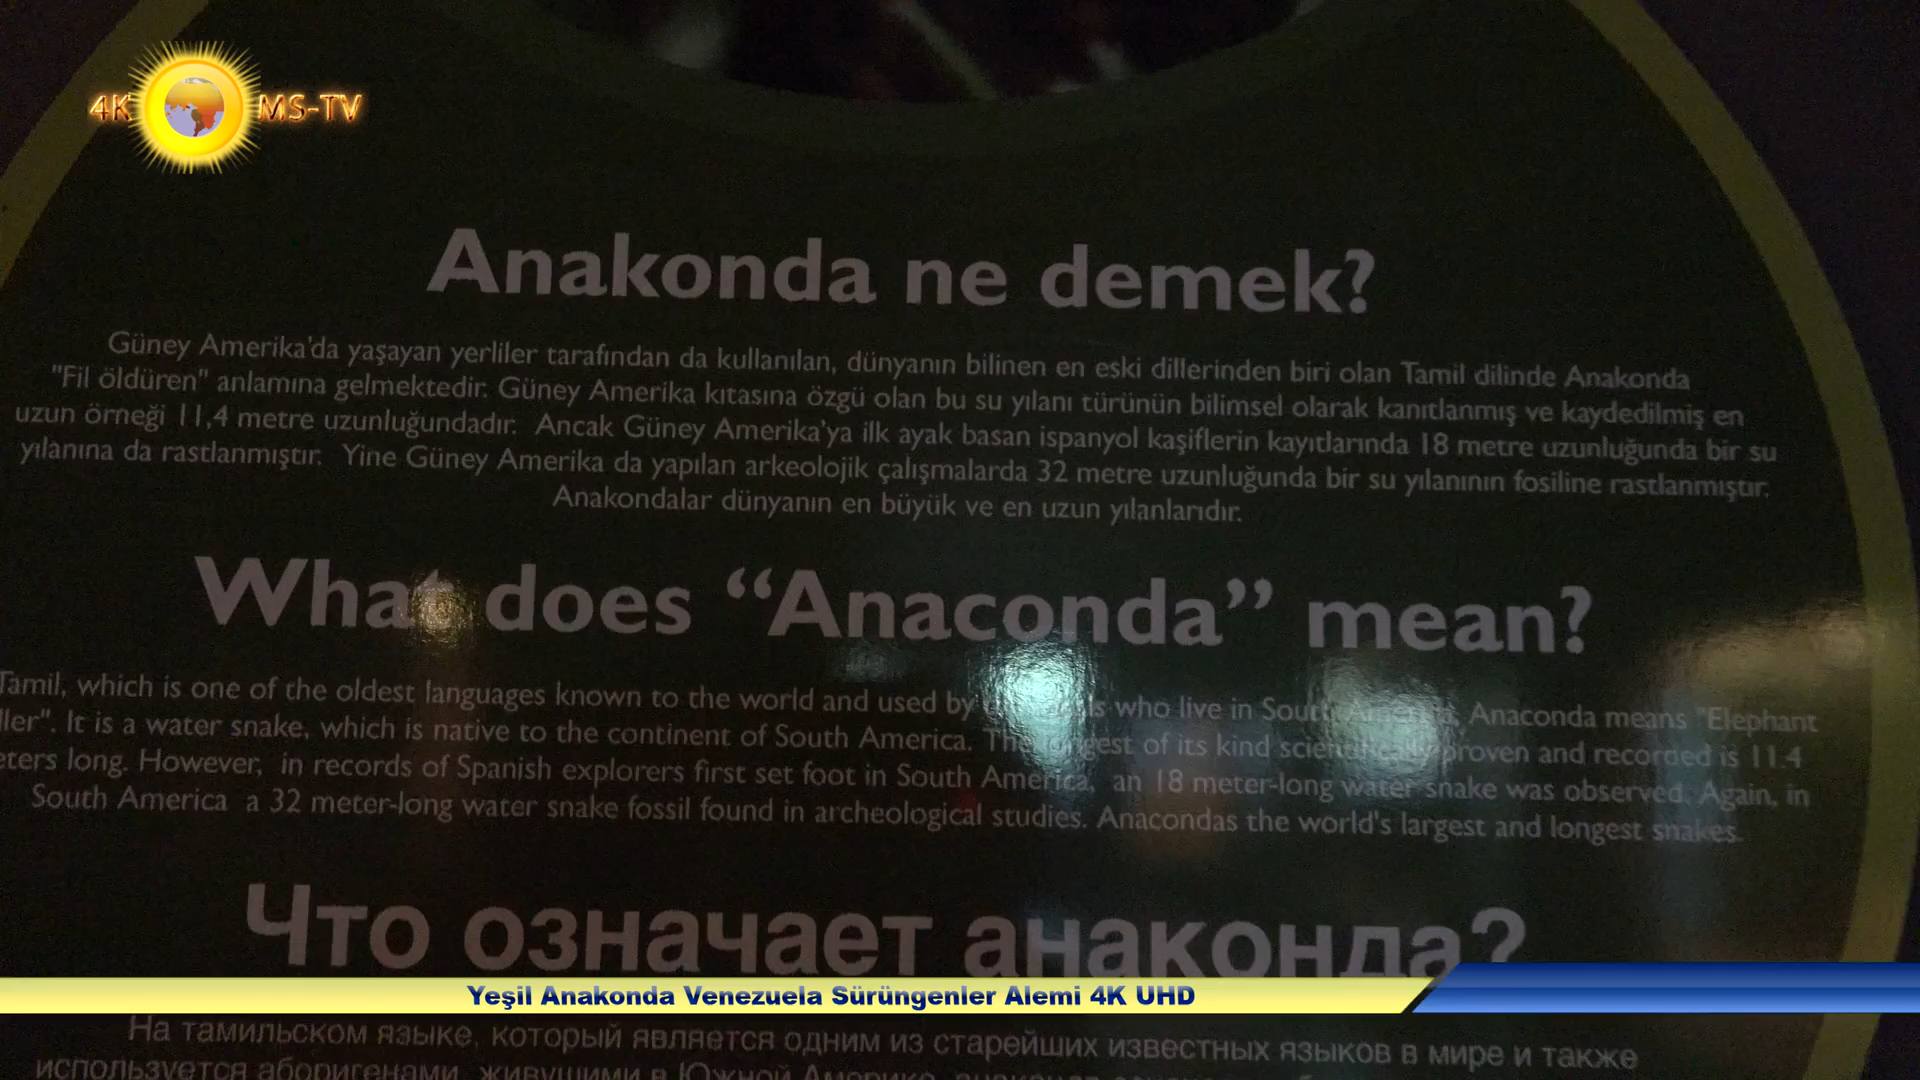 4K MS-TV
Anakonda ne demek?
Güney Amerika'da yaşayan yerliler tarafından da kullanılan, dünyanın bilinen en eski dillerinden biri olan Tamil dilinde Anakonda
"Fil öldüren" anlamına gelmektedir. Güney Amerika kıtasına özgü olan bu su yılanı türünün bilimsel olarak kanıtlanmış ve kaydedilmiş en
uzun örneği 11,4 metre uzunluğundadır. Ancak Güney Amerika'ya ilk ayak basan ispanyol kaşiflerin kayıtlarında 18 metre uzunluğunda bir su
yılanına da rastlanmıştır. Yine Güney Amerika da yapılan arkeolojik çalışmalarda 32 metre uzunluğunda bir su yılanının fosiline rastlanmıştır.
Anakondalar dünyanın en büyük ve en uzun yılanlarıdır.
What does “Anaconda” mean?
Tamil, which is one of the oldest languages known to the world and used by who live in South America, Anaconda means "Elephant
ller". It is a water snake, which is native to the continent of South America. The longest of its kind scientifically proven and recorded is 11.4
eters long. However, in records of Spanish explorers first set foot in South America, an 18 meter-long water snake was observed. Again, in
South America a 32 meter-long water snake fossil found in archeological studies. Anacondas the world's largest and longest snakes.
Что означает анаконда?
Yeşil Anakonda Venezuela Sürüngenler Alemi 4K UHD
На тамильском языке, который является одним из старейших известных языков в мире и также
используется аборигенами, живущими в Южной Америке,